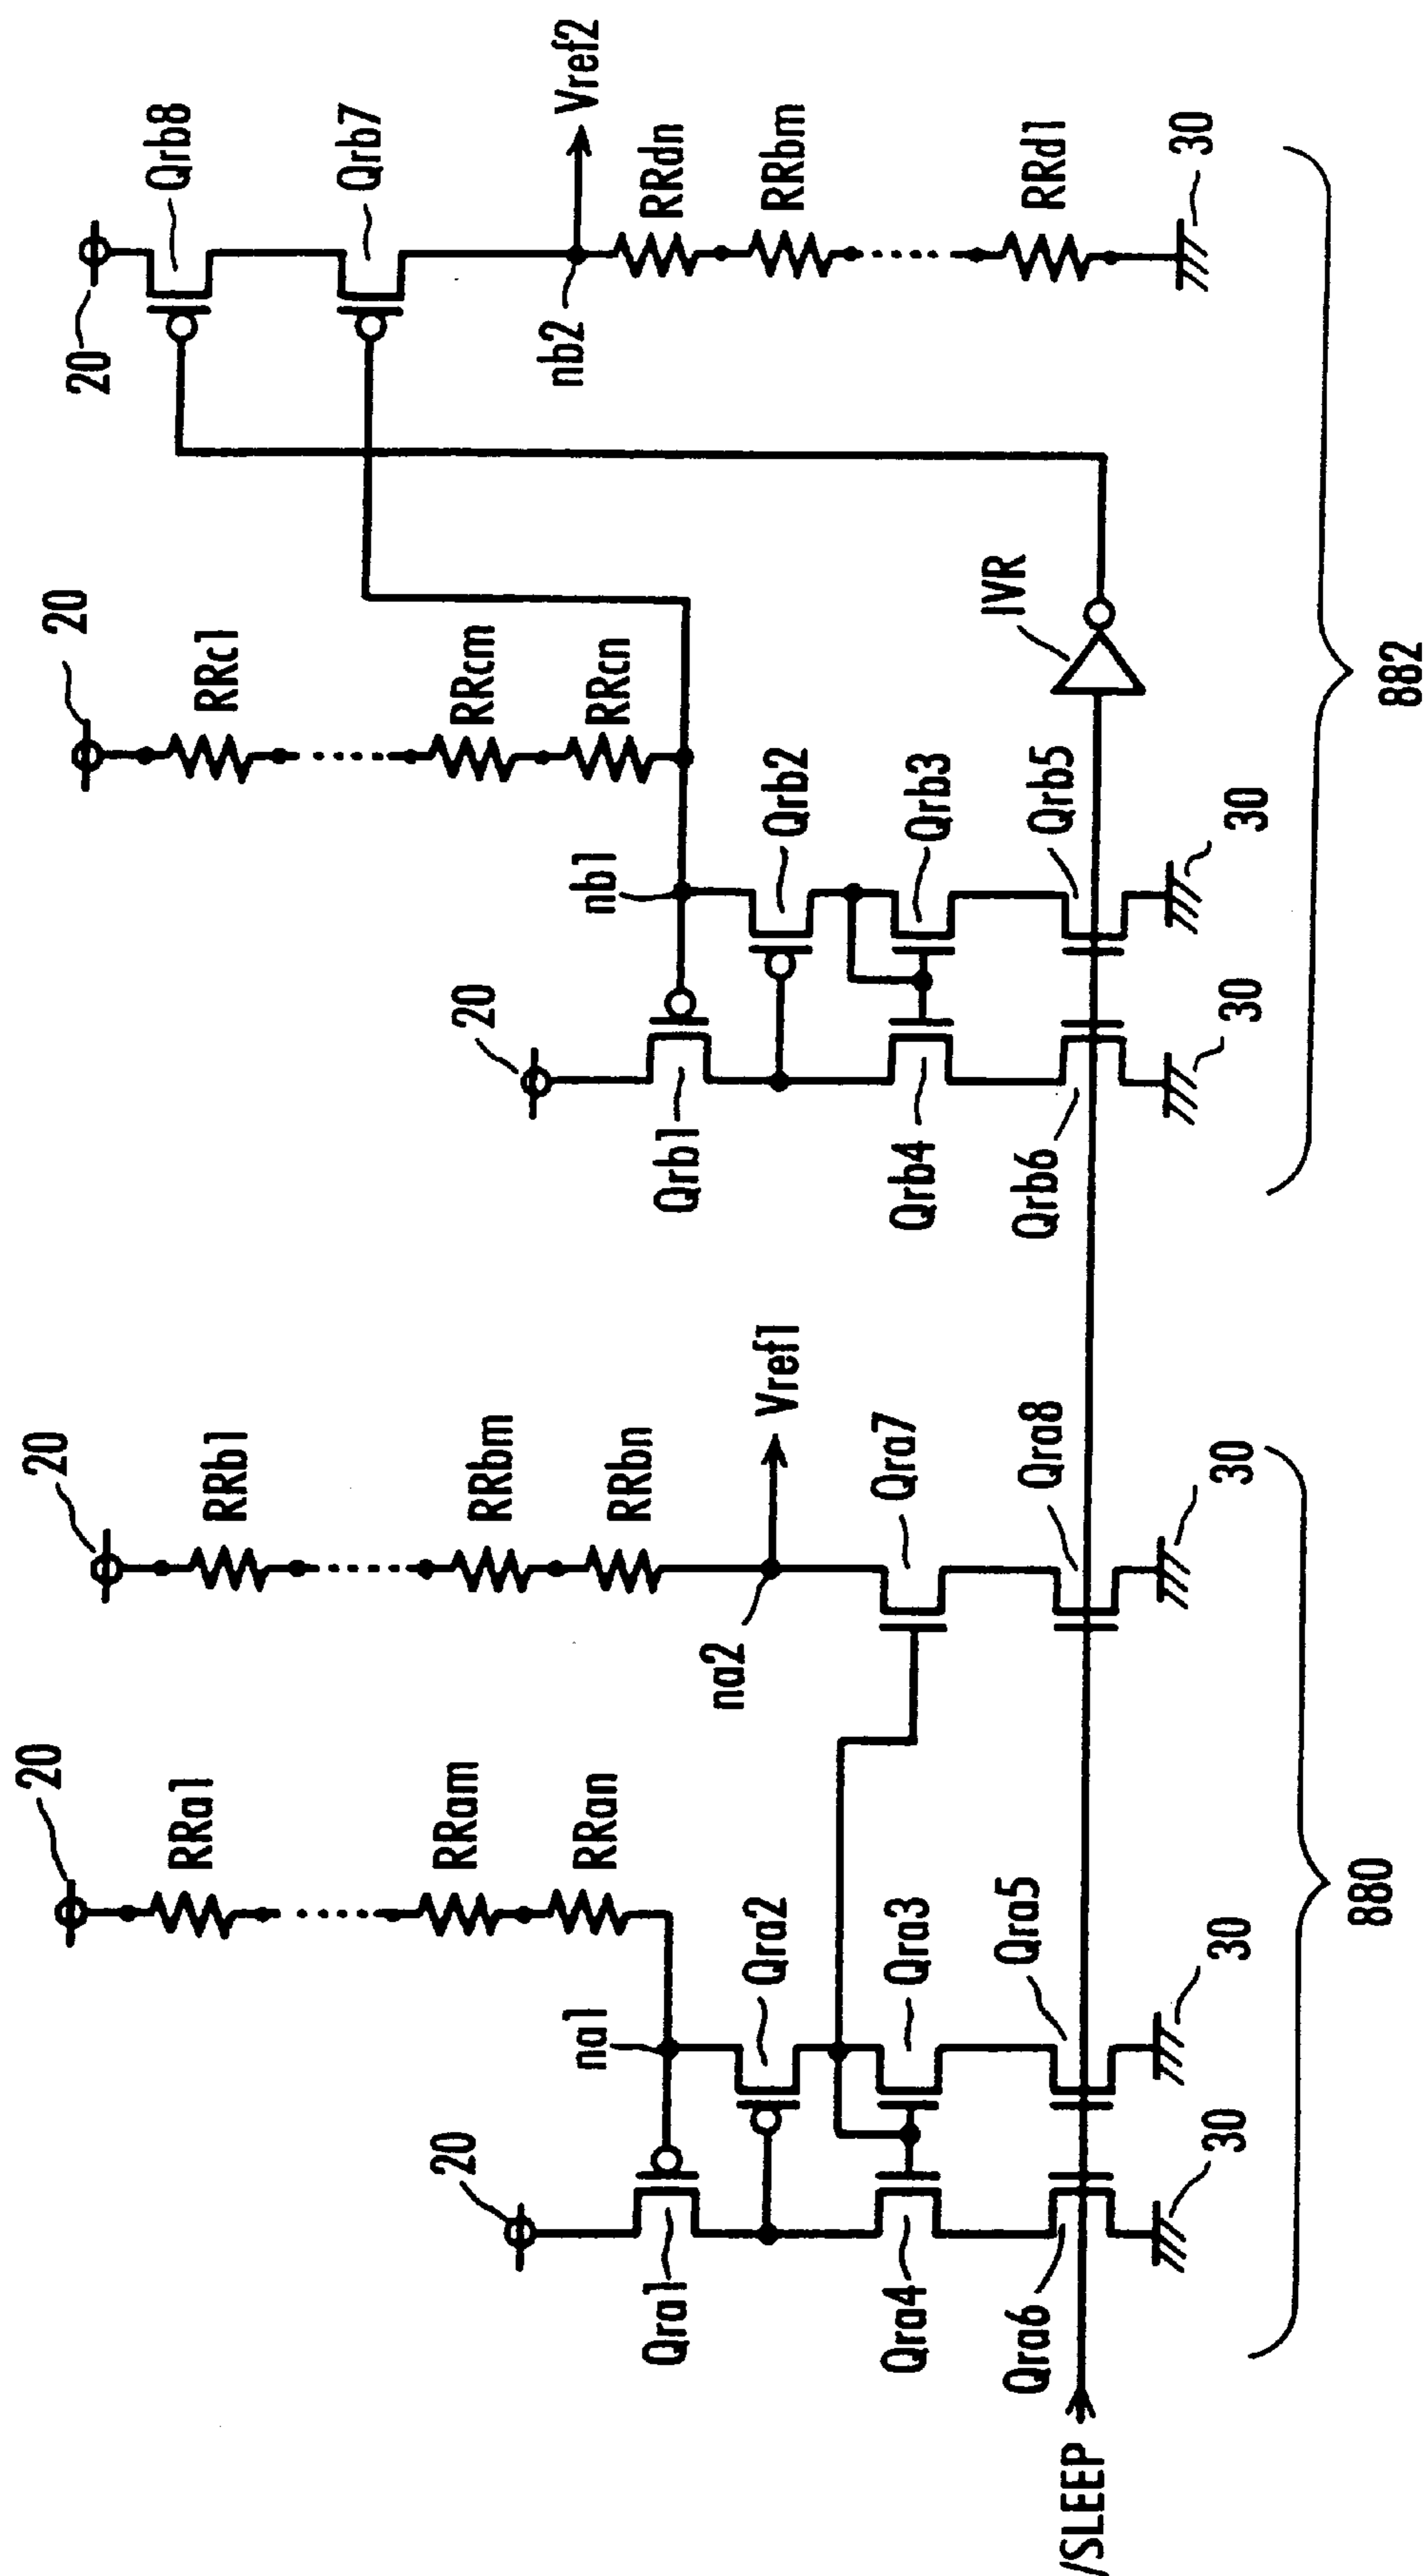 20
RRa1
RRam
RRan
na1
20
Qra1
Qra2
Qra3
Qra4
Qra5
Qra6
30
30
/SLEEP
880
20
RRb1
RRbm
RRbn
na2
Vref1
Qra7
Qra8
30
20
RRc1
RRcm
RRcn
nb1
20
Qrb1
Qrb2
Qrb3
Qrb4
Qrb5
Qrb6
30
30
IVR
882
20
Qrb8
Qrb7
nb2
Vref2
RRdn
RRbm
RRd1
30